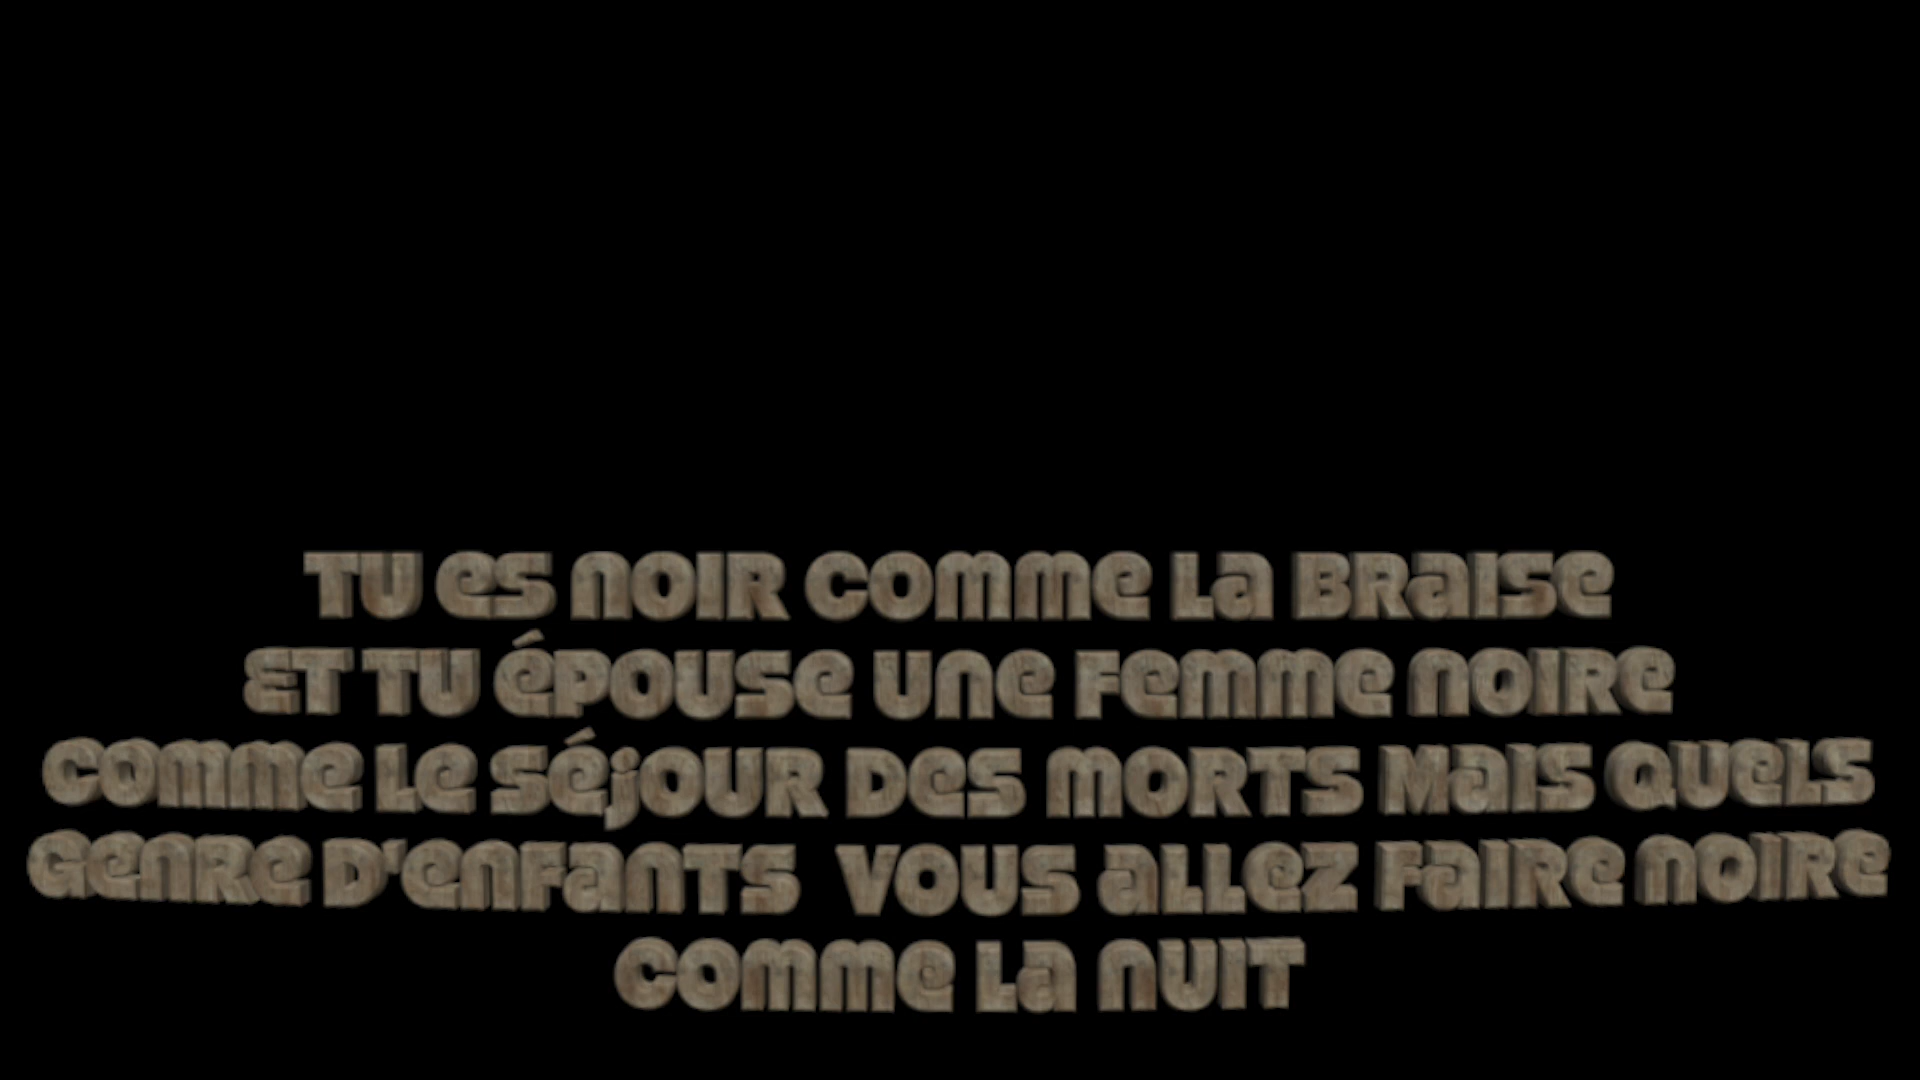 TU es NOIR COMME La BRaISe
ET TU éPOUSe UNe FeMMe NOIRe
COMMe Le SéjOUR Des MORTS MaIS QUeLS
GeNRe D'eNFaNTS VOUS aLLeZ FaIRe NOIRe
COMMe La NUIT